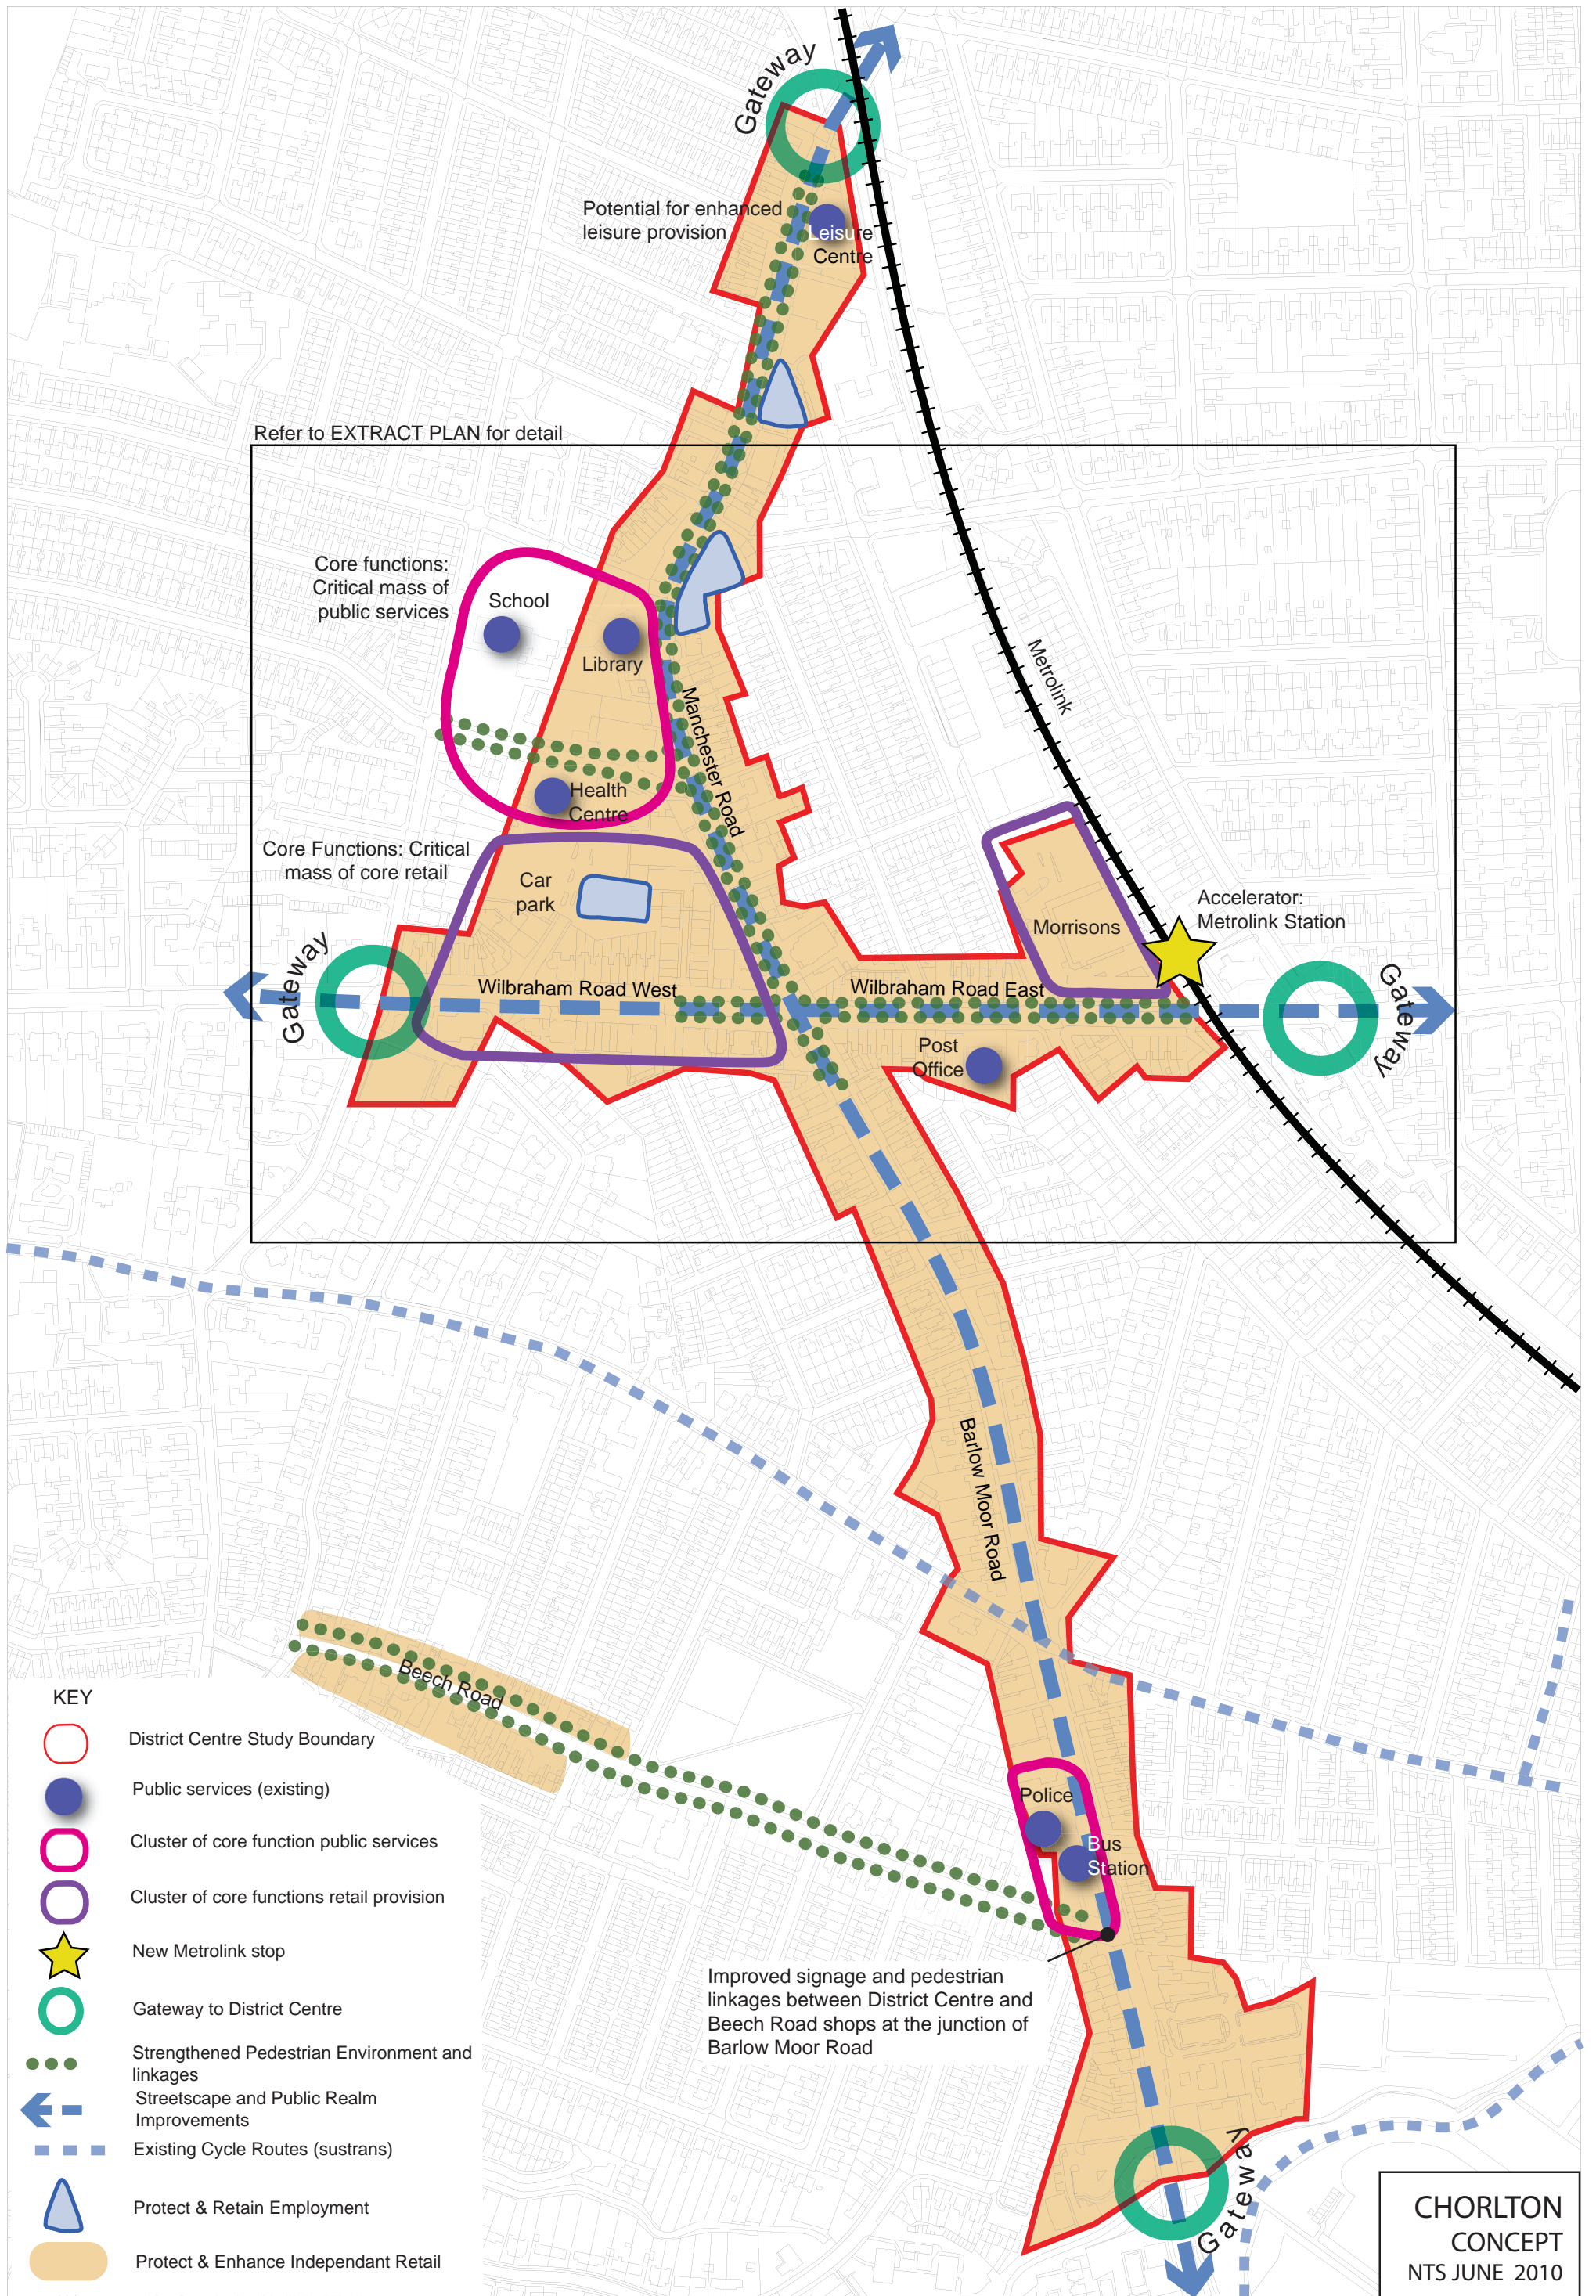 Gateway
Potential for enhanced
leisure provision
Leisure
Centre
Refer to EXTRACT PLAN for detail
Core functions:
Critical mass of
public services
School
Library
Metrolink
Manchester Road
Health
Centre
Core Functions: Critical
mass of core retail
Car
park
Morrisons
Accelerator:
Metrolink Station
Gateway
Wilbraham Road West
Wilbraham Road East
Gateway
Post
Office
Barlow Moor Road
Beech Road
Police
Bus
Station
Improved signage and pedestrian
linkages between District Centre and
Beech Road shops at the junction of
Barlow Moor Road
Gateway
KEY
District Centre Study Boundary
Public services (existing)
Cluster of core function public services
Cluster of core functions retail provision
New Metrolink stop
Gateway to District Centre
Strengthened Pedestrian Environment and
linkages
Streetscape and Public Realm
Improvements
Existing Cycle Routes (sustrans)
Protect & Retain Employment
Protect & Enhance Independant Retail
CHORLTON
CONCEPT
NTS JUNE 2010